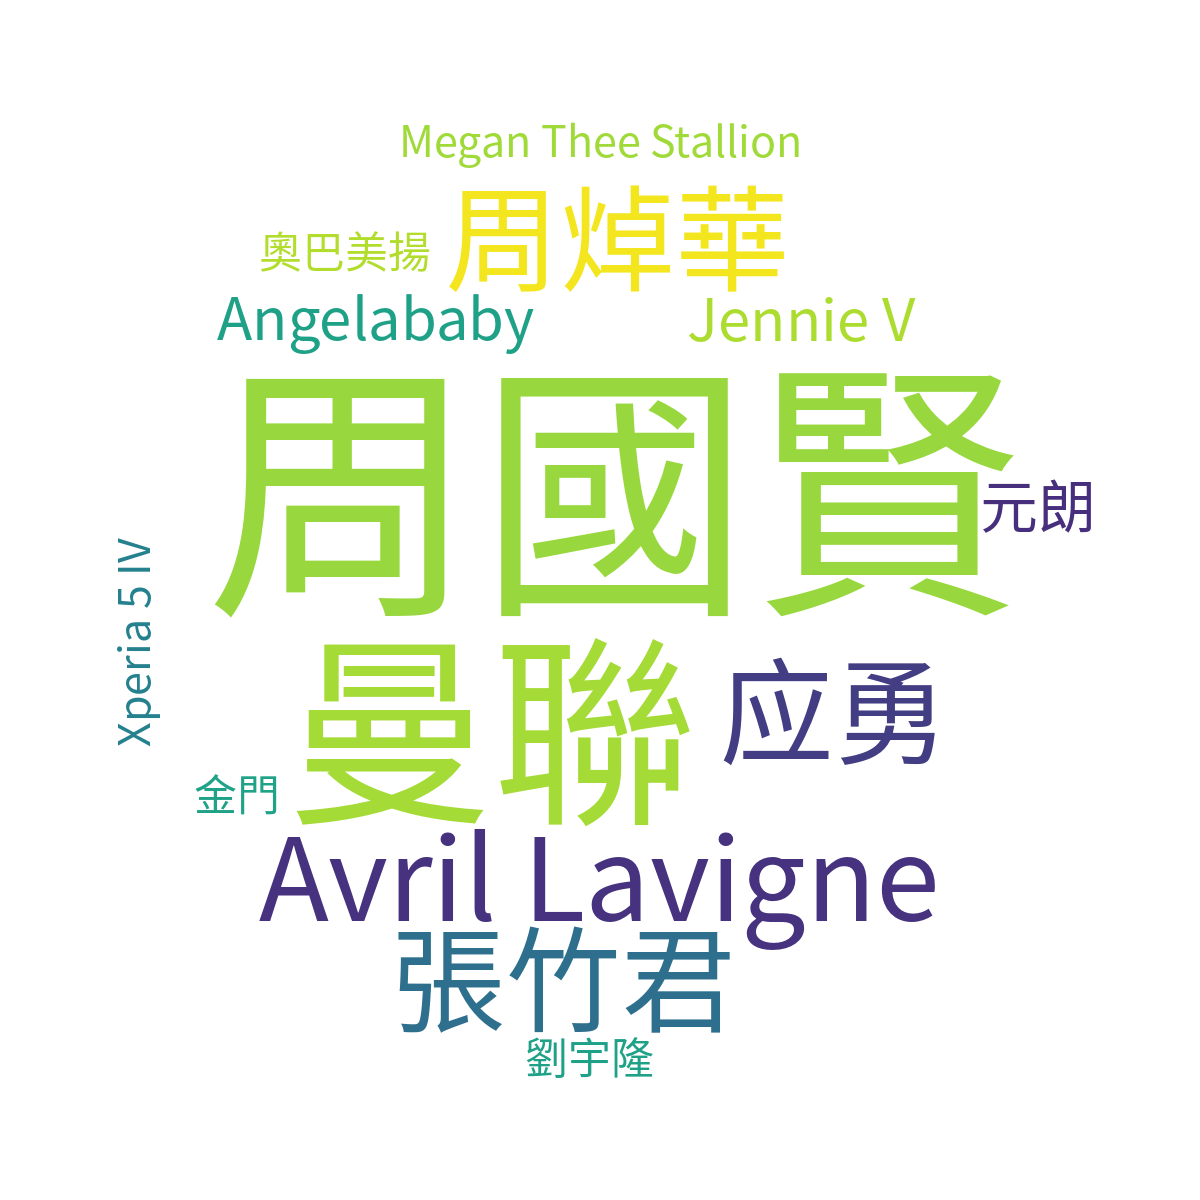 Megan Thee Stallion
周焯華
奧巴美揚
Angelababy
Jennie V
周國賢
元朗
Xperia 5 IV
曼聯
应勇
金門
Avril Lavigne
張竹君
劉宇隆